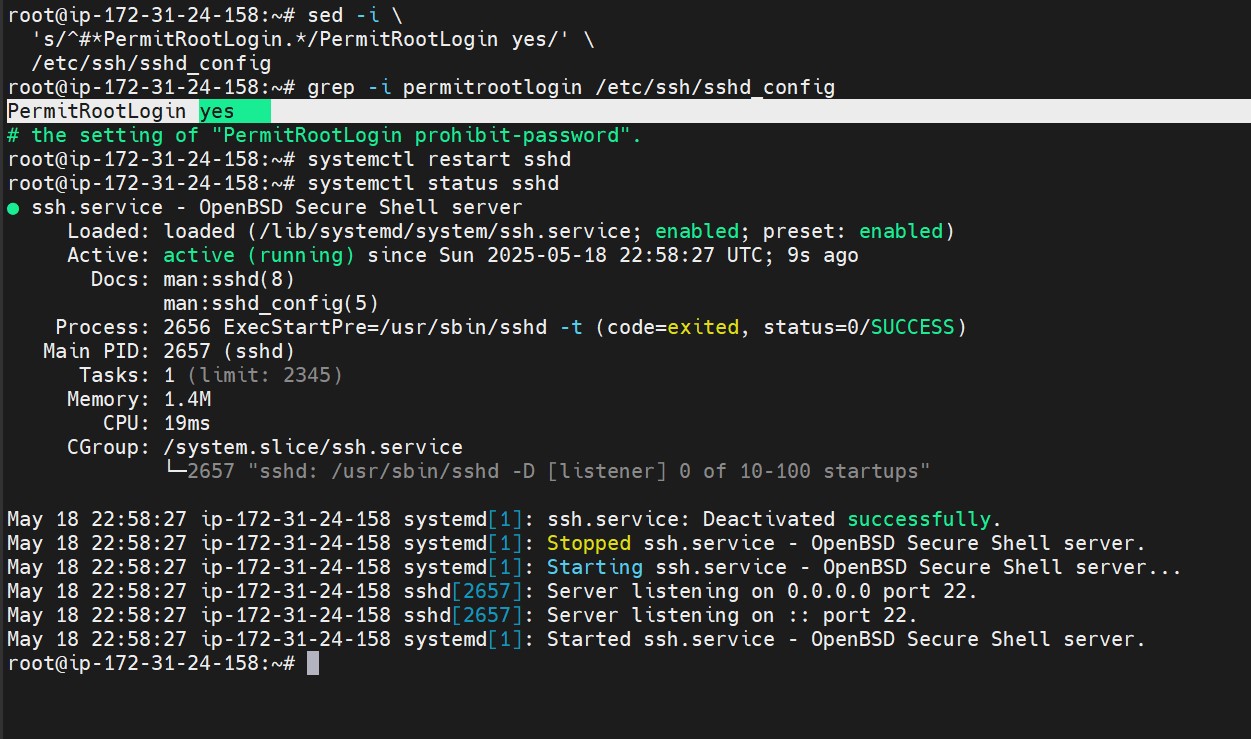 root@ip-172-31-24-158:~# sed -i \
  's/^#*PermitRootLogin.*/PermitRootLogin yes/' \
  /etc/ssh/sshd_config
root@ip-172-31-24-158:~# grep -i permitrootlogin /etc/ssh/sshd_config
PermitRootLogin yes
# the setting of "PermitRootLogin prohibit-password".
root@ip-172-31-24-158:~# systemctl restart sshd
root@ip-172-31-24-158:~# systemctl status sshd
● ssh.service - OpenBSD Secure Shell server
     Loaded: loaded (/lib/systemd/system/ssh.service; enabled; preset: enabled)
     Active: active (running) since Sun 2025-05-18 22:58:27 UTC; 9s ago
       Docs: man:sshd(8)
             man:sshd_config(5)
    Process: 2656 ExecStartPre=/usr/sbin/sshd -t (code=exited, status=0/SUCCESS)
   Main PID: 2657 (sshd)
      Tasks: 1 (limit: 2345)
     Memory: 1.4M
        CPU: 19ms
     CGroup: /system.slice/ssh.service
             └─2657 "sshd: /usr/sbin/sshd -D [listener] 0 of 10-100 startups"

May 18 22:58:27 ip-172-31-24-158 systemd[1]: ssh.service: Deactivated successfully.
May 18 22:58:27 ip-172-31-24-158 systemd[1]: Stopped ssh.service - OpenBSD Secure Shell server.
May 18 22:58:27 ip-172-31-24-158 systemd[1]: Starting ssh.service - OpenBSD Secure Shell server...
May 18 22:58:27 ip-172-31-24-158 sshd[2657]: Server listening on 0.0.0.0 port 22.
May 18 22:58:27 ip-172-31-24-158 sshd[2657]: Server listening on :: port 22.
May 18 22:58:27 ip-172-31-24-158 systemd[1]: Started ssh.service - OpenBSD Secure Shell server.
root@ip-172-31-24-158:~#